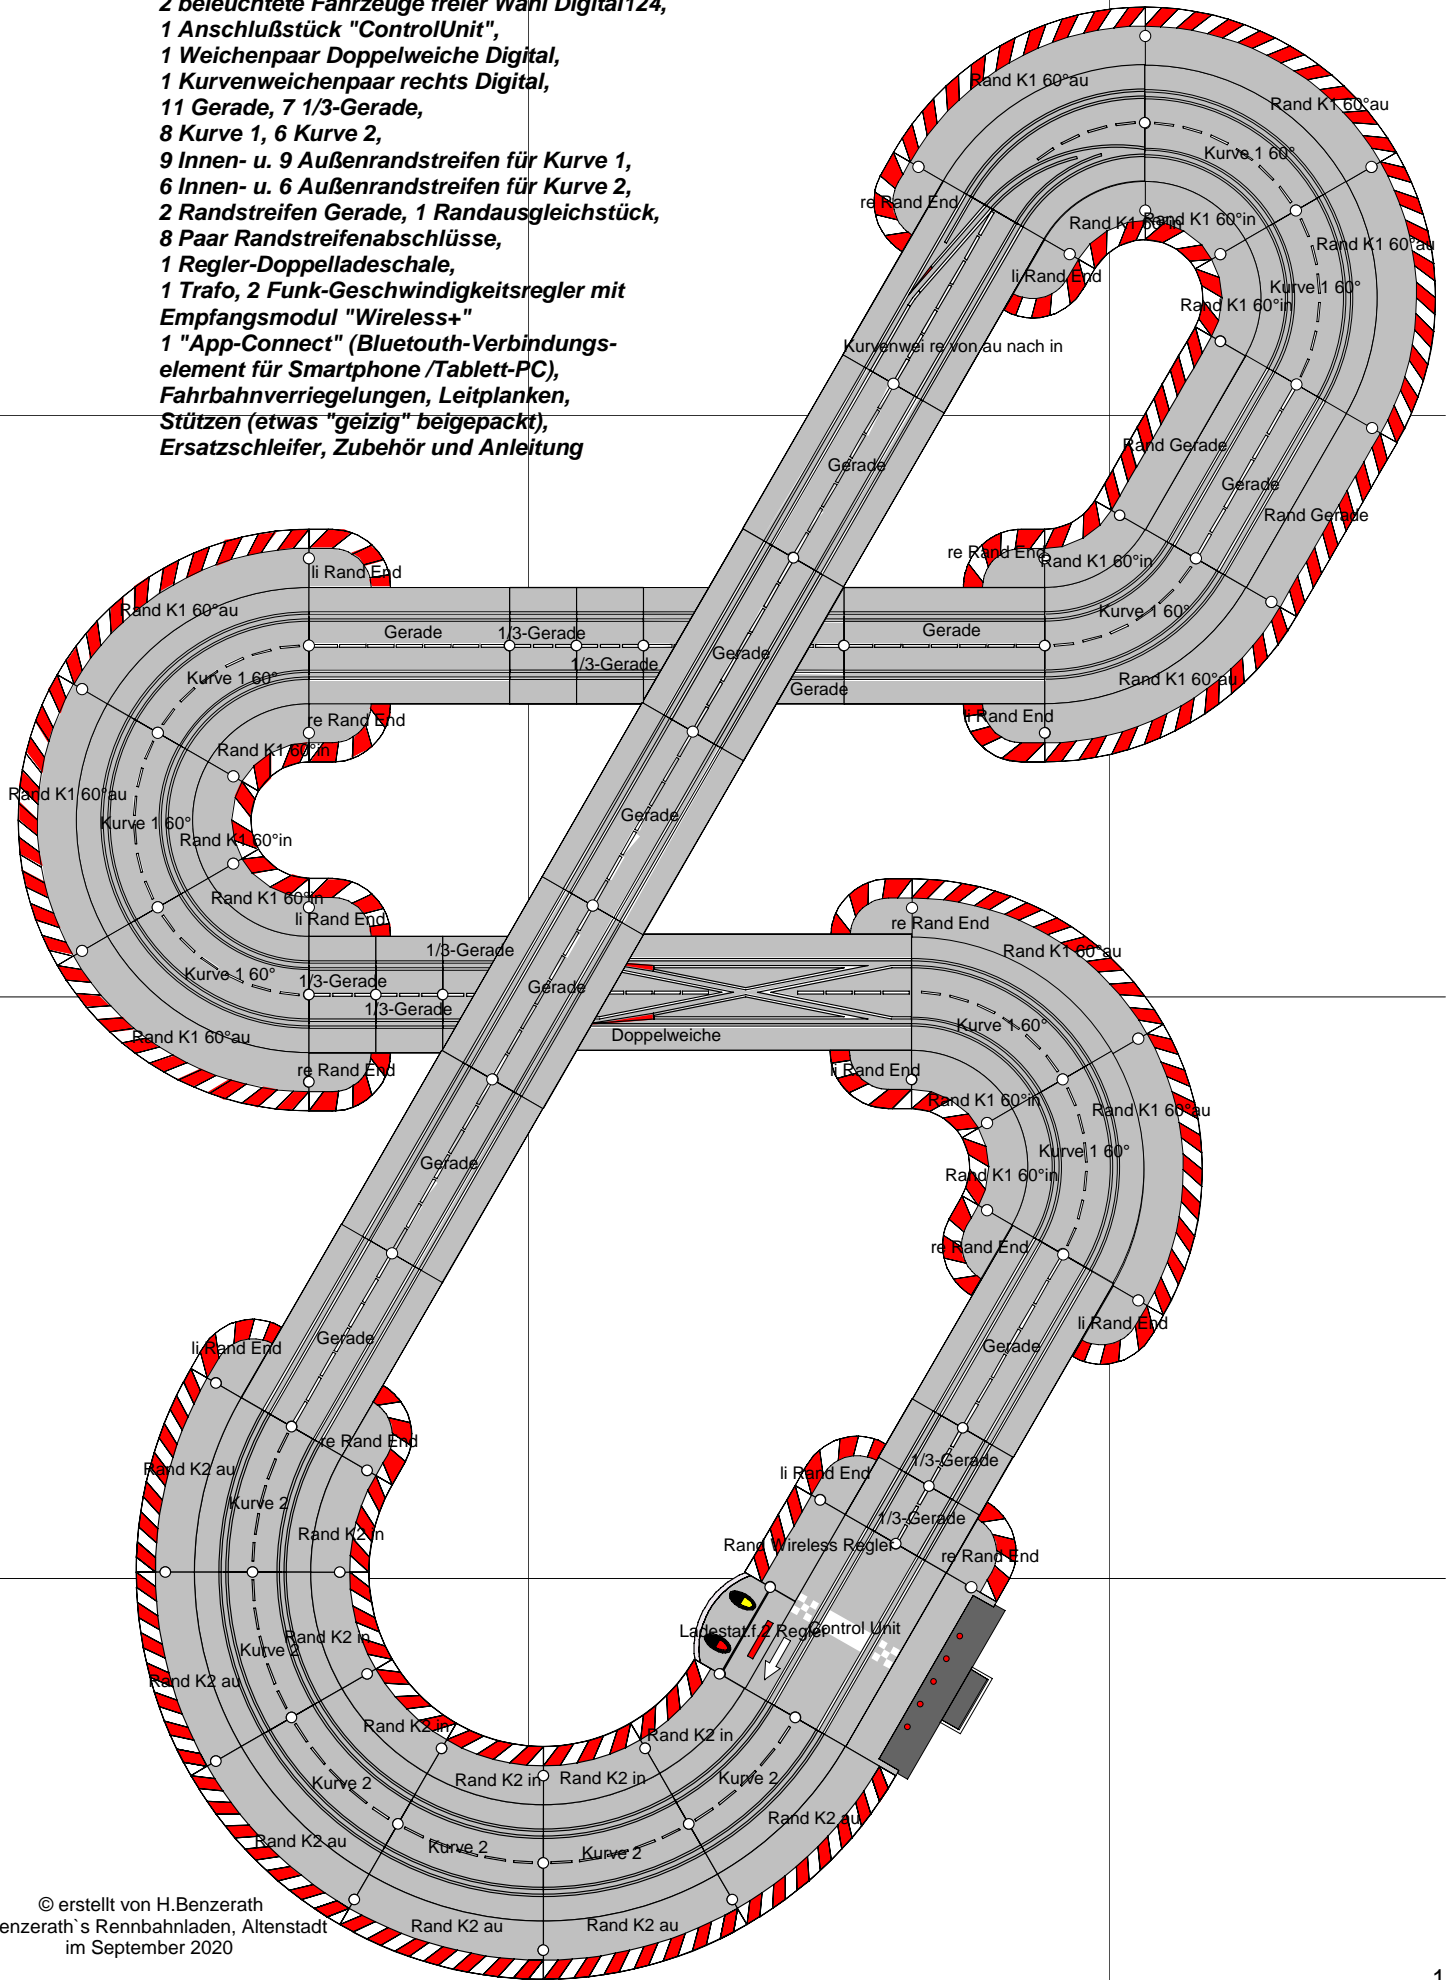 2 beleuchtete Fahrzeuge freier Wahl Digital124,
1 Anschlußstück "ControlUnit",
1 Weichenpaar Doppelweiche Digital,
1 Kurvenweichenpaar rechts Digital,
11 Gerade, 7 1/3-Gerade,
8 Kurve 1, 6 Kurve 2,
9 Innen- u. 9 Außenrandstreifen für Kurve 1,
6 Innen- u. 6 Außenrandstreifen für Kurve 2,
2 Randstreifen Gerade, 1 Randausgleichstück,
8 Paar Randstreifenabschlüsse,
1 Regler-Doppelladeschale,
1 Trafo, 2 Funk-Geschwindigkeitsregler mit
Empfangsmodul "Wireless+"
1 "App-Connect" (Bluetouth-Verbindungs-
element für Smartphone /Tablett-PC),
Fahrbahnverriegelungen, Leitplanken,
Stützen (etwas "geizig" beigepackt),
Ersatzschleifer, Zubehör und Anleitung
Rand K1 60°au
Rand K1 60°au
Kurve 1 60°
re Rand End
Rand K1 60°in
Rand K1 60°in
Rand K1 60°au
li Rand End
Kurve 1 60°
Rand K1 60°in
Kurvenwei re von au nach in
Rand Gerade
Gerade
Gerade
Rand Gerade
re Rand End
Rand K1 60°in
li Rand End
Rand K1 60°au
Kurve 1 60°
Gerade
1/3-Gerade
Gerade
Gerade
1/3-Gerade
Kurve 1 60°
Rand K1 60°au
Gerade
li Rand End
re Rand End
Rand K1 60°in
Rand K1 60°au
Kurve 1 60°
Gerade
Rand K1 60°in
Rand K1 60°in
li Rand End
re Rand End
1/3-Gerade
Rand K1 60°au
Kurve 1 60°
1/3-Gerade
Gerade
1/3-Gerade
Kurve 1 60°
Rand K1 60°au
Doppelweiche
re Rand End
li Rand End
Rand K1 60°in
Rand K1 60°au
Gerade
Kurve 1 60°
Rand K1 60°in
re Rand End
li Rand End
Gerade
Gerade
li Rand End
re Rand End
1/3-Gerade
Rand K2 au
li Rand End
Kurve 2
1/3-Gerade
Rand K2 in
Rand Wireless Regler
re Rand End
Ladestat.f.2 Regler
Control Unit
Rand K2 in
Kurve 2
Rand K2 au
Rand K2 in
Rand K2 in
Rand K2 in
Rand K2 in
Kurve 2
Kurve 2
Rand K2 au
Rand K2 au
Kurve 2
Kurve 2
Rand K2 au
Rand K2 au
© erstellt von H.Benzerath
enzerath`s Rennbahnladen, Altenstadt
im September 2020
1